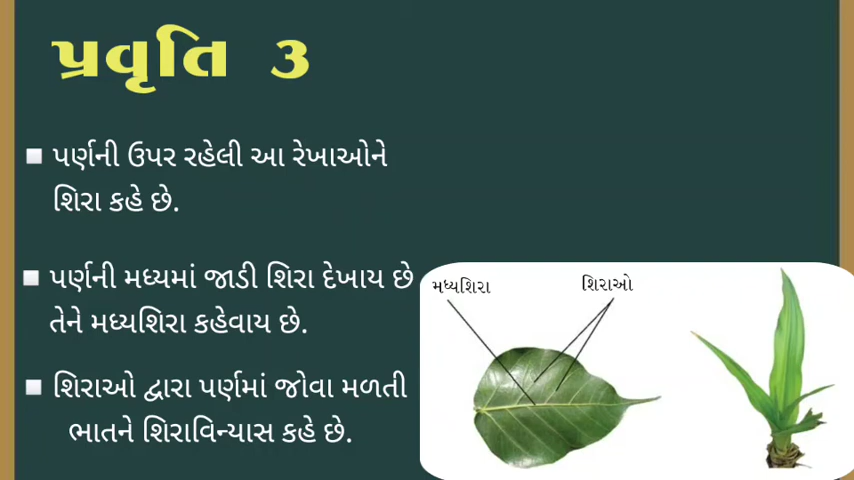 પ્રવૃતિ 3
પર્ણની ઉપર રહેલી આ રેખાઓને
શિરા કહે છે.
પર્ણની મધ્યમાં જાડી શિરા દેખાય છે
તેને મધ્યશિરા કહેવાય છે.
શિરાઓ દ્વારા પર્ણમાં જોવા મળતી
ભાતને શિરાવિન્યાસ કહે છે.
મધ્યશિરા
શિરાઓ